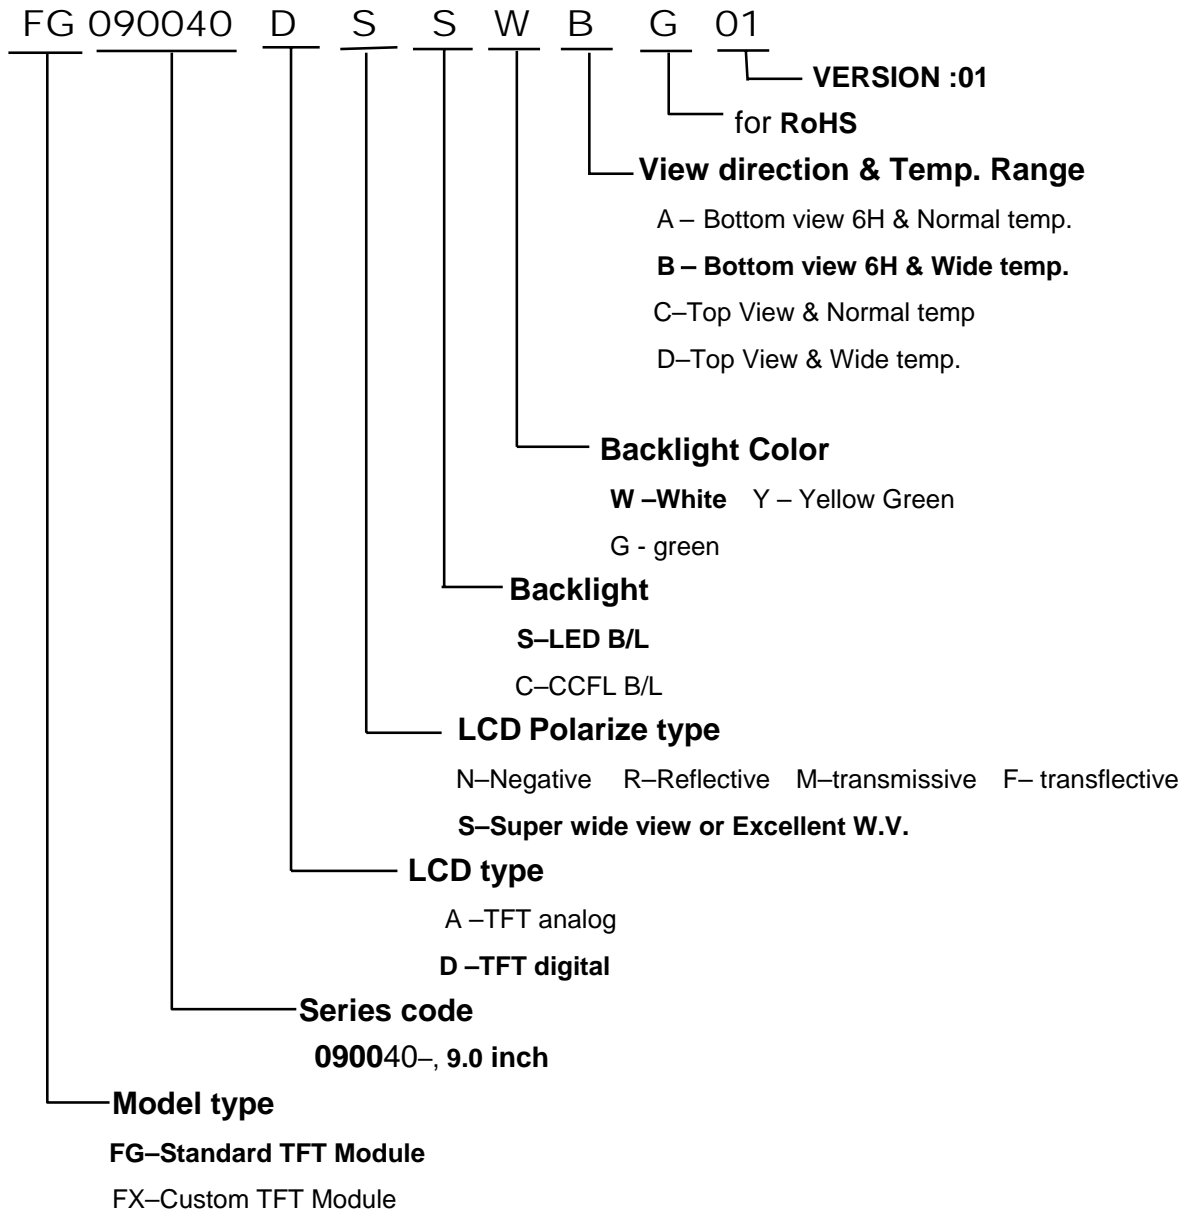 FG 090040 D S S W B G 01
VERSION :01
for RoHS
View direction & Temp. Range
A – Bottom view 6H & Normal temp.
B – Bottom view 6H & Wide temp.
C–Top View & Normal temp
D–Top View & Wide temp.
Backlight Color
W –White Y – Yellow Green
G - green
Backlight
S–LED B/L
C–CCFL B/L
LCD Polarize type
N–Negative R–Reflective M–transmissive F– transflective
S–Super wide view or Excellent W.V.
LCD type
A –TFT analog
D –TFT digital
Series code
090040–, 9.0 inch
Model type
FG–Standard TFT Module
FX–Custom TFT Module